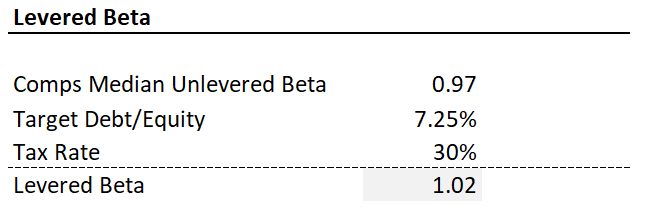 Levered Beta
Comps Median Unlevered Beta 0.97
Target Debt/Equity 7.25%
Tax Rate 30%
Levered Beta 1.02